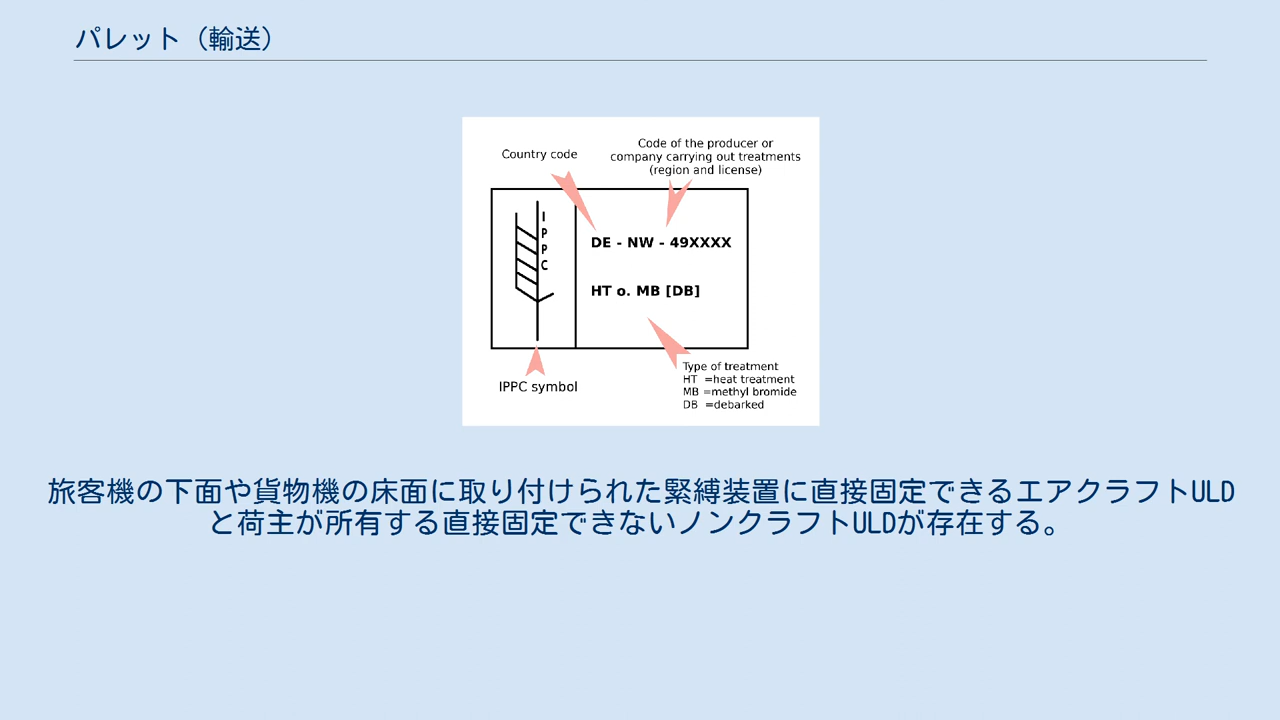 パレット（輸送）
Country code
Code of the producer or
company carrying out treatments
(region and license)
I
P
P
C
DE - NW - 49XXXX
HT o. MB [DB]
IPPC symbol
Type of treatment
HT =heat treatment
MB =methyl bromide
DB =debarked
旅客機の下面や貨物機の床面に取り付けられた緊縛装置に直接固定できるエアクラフトULD
と荷主が所有する直接固定できないノンクラフトULDが存在する。